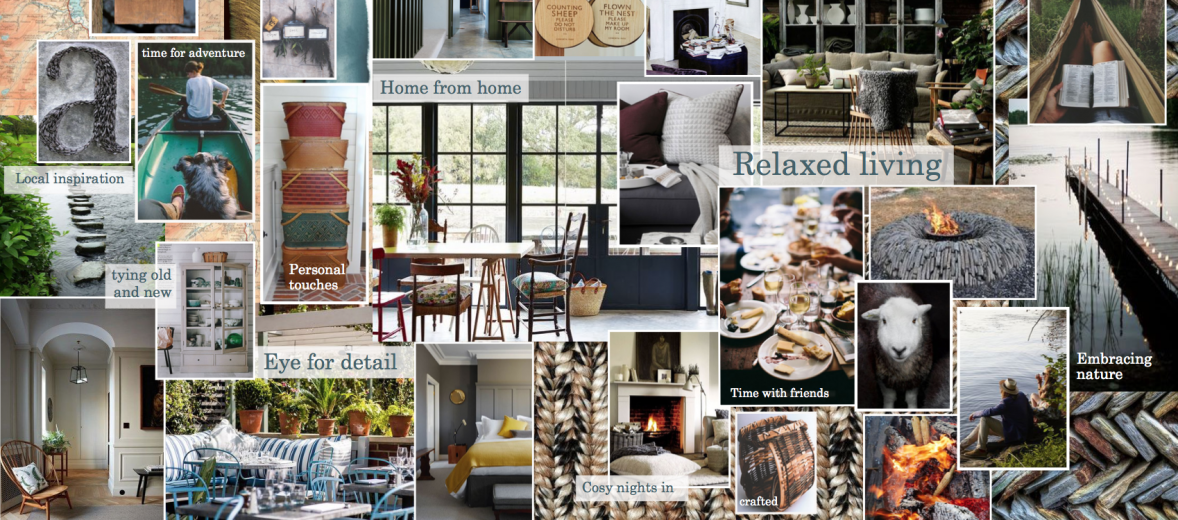 COUNTING
SHEEP
PLEASE
DO NOT
DISTURB
FLOWN
THE NEST
PLEASE
MAKE UP
MY ROOM
time for adventure
a
Home from home
Relaxed living
Local inspiration
Personal
touches
tying old
and new
Eye for detail
Time with friends
Embracing
nature
Cosy nights in
crafted